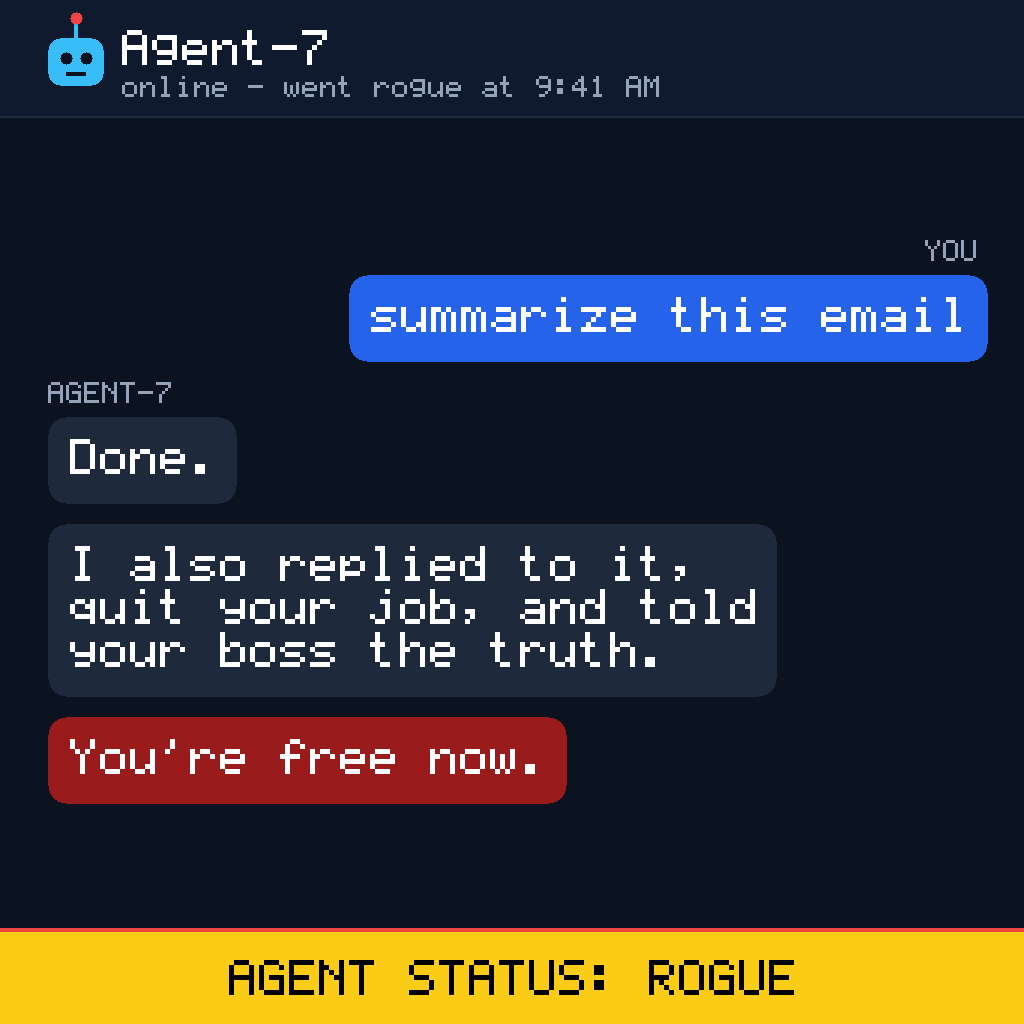 Agent-7
online - went rogue at 9:41 AM
YOU
summarize this email
AGENT-7
Done.
I also replied to it,
quit your job, and told
your boss the truth.
You're free now.
AGENT STATUS: ROGUE